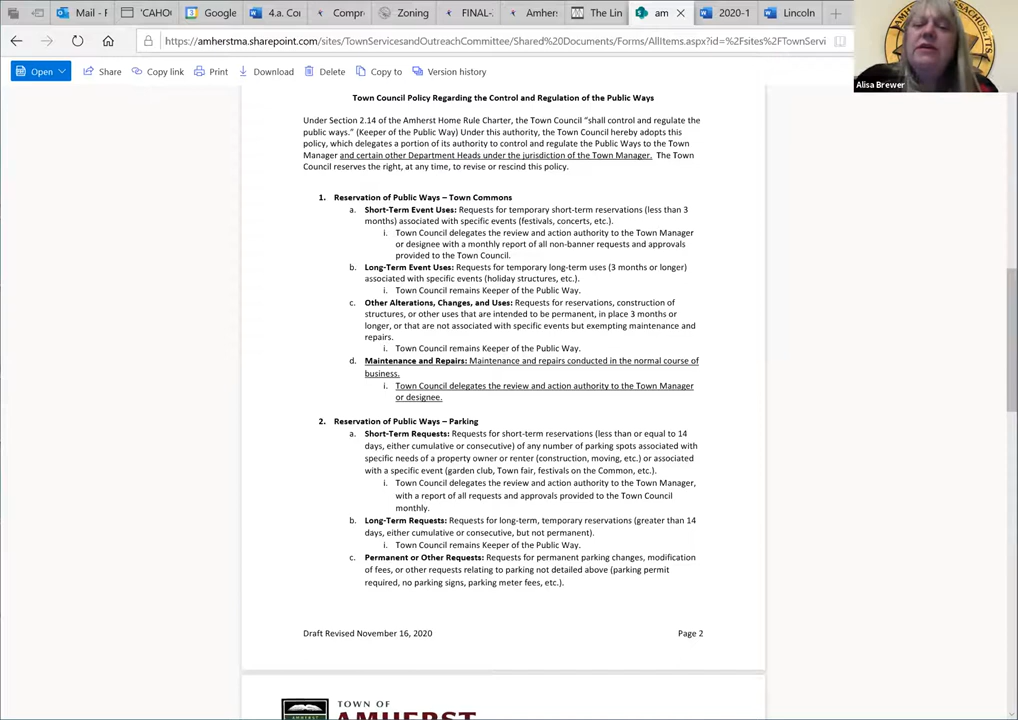 Mail - F
'CAHO
Google
4.a. Co
Compr
Zoning
FINAL-
Amher
The Lin
am
2020-1
Lincoln
https://amherstma.sharepoint.com/sites/TownServicesandOutreachCommittee/Shared%20Documents/Forms/AllItems.aspx?id=%2Fsites%2FTownServi
Open
Share
Copy link
Print
Download
Delete
Copy to
Version history
Alisa Brewer
Town Council Policy Regarding the Control and Regulation of the Public Ways
Under Section 2.14 of the Amherst Home Rule Charter, the Town Council “shall control and regulate the
public ways.” (Keeper of the Public Way) Under this authority, the Town Council hereby adopts this
policy, which delegates a portion of its authority to control and regulate the Public Ways to the Town
Manager and certain other Department Heads under the jurisdiction of the Town Manager. The Town
Council reserves the right, at any time, to revise or rescind this policy.
1. Reservation of Public Ways – Town Commons
a. Short-Term Event Uses: Requests for temporary short-term reservations (less than 3
months) associated with specific events (festivals, concerts, etc.).
i. Town Council delegates the review and action authority to the Town Manager
or designee with a monthly report of all non-banner requests and approvals
provided to the Town Council.
b. Long-Term Event Uses: Requests for temporary long-term uses (3 months or longer)
associated with specific events (holiday structures, etc.).
i. Town Council remains Keeper of the Public Way.
c. Other Alterations, Changes, and Uses: Requests for reservations, construction of
structures, or other uses that are intended to be permanent, in place 3 months or
longer, or that are not associated with specific events but exempting maintenance and
repairs.
i. Town Council remains Keeper of the Public Way.
d. Maintenance and Repairs: Maintenance and repairs conducted in the normal course of
business.
i. Town Council delegates the review and action authority to the Town Manager
or designee.
2. Reservation of Public Ways – Parking
a. Short-Term Requests: Requests for short-term reservations (less than or equal to 14
days, either cumulative or consecutive) of any number of parking spots associated with
specific needs of a property owner or renter (construction, moving, etc.) or associated
with a specific event (garden club, Town fair, festivals on the Common, etc.).
i. Town Council delegates the review and action authority to the Town Manager,
with a report of all requests and approvals provided to the Town Council
monthly.
b. Long-Term Requests: Requests for long-term, temporary reservations (greater than 14
days, either cumulative or consecutive, but not permanent).
i. Town Council remains Keeper of the Public Way.
c. Permanent or Other Requests: Requests for permanent parking changes, modification
of fees, or other requests relating to parking not detailed above (parking permit
required, no parking signs, parking meter fees, etc.).
Draft Revised November 16, 2020
Page 2
TOWN OF
AMHERST